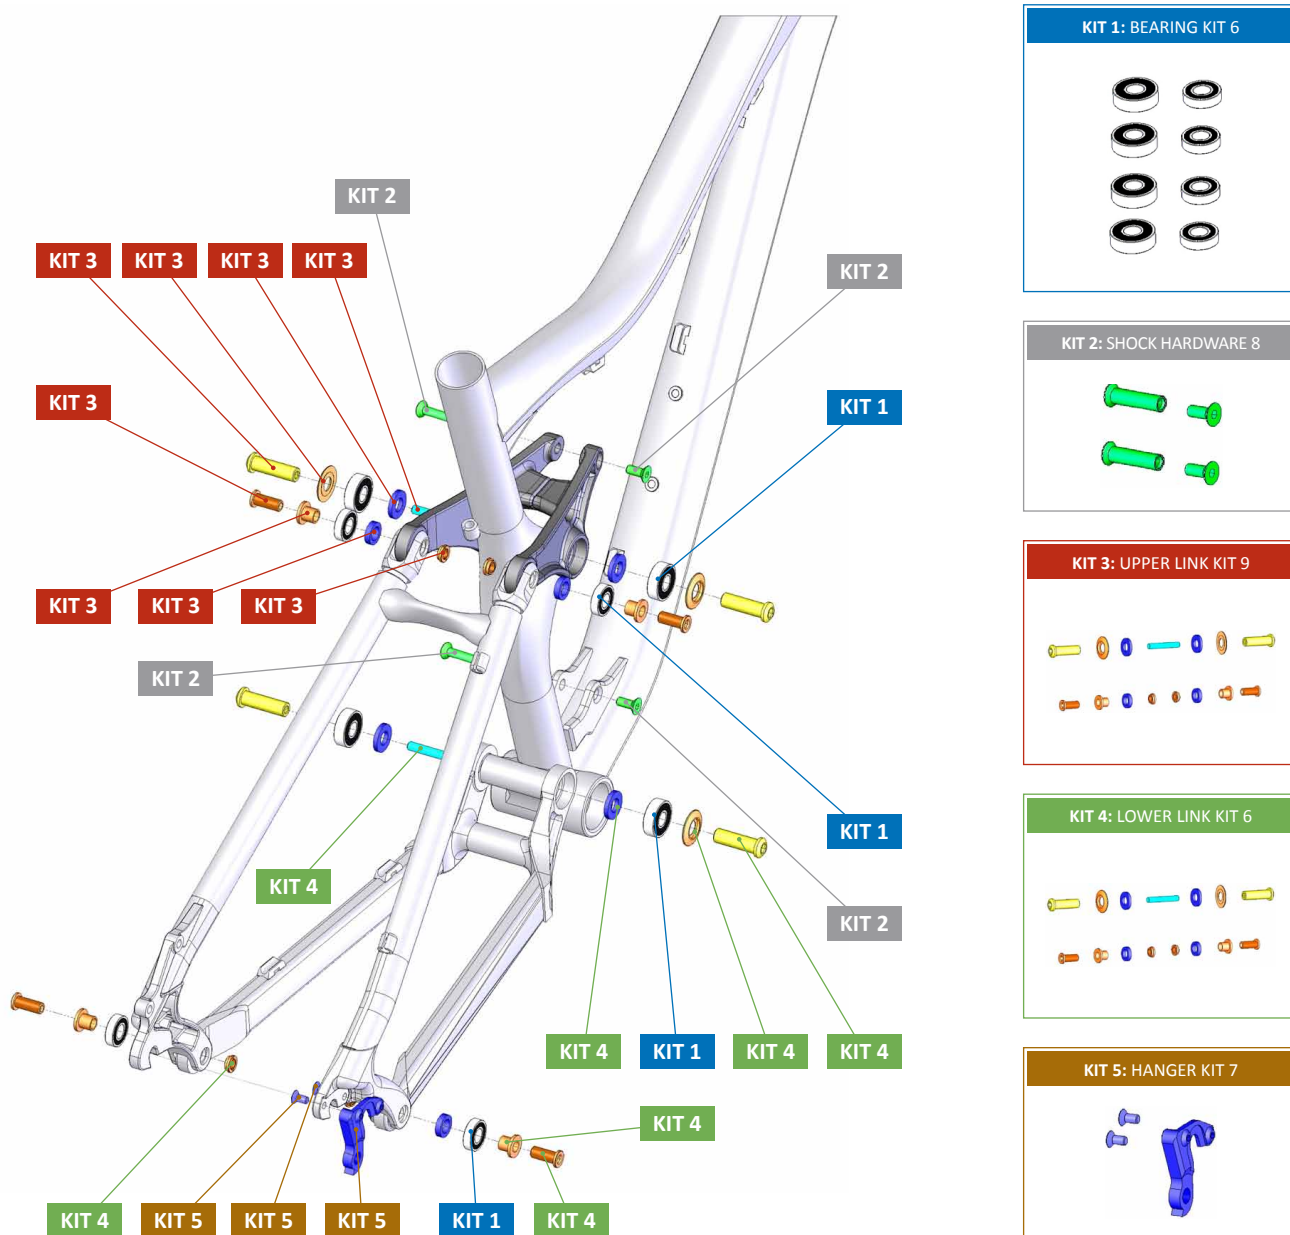 KIT 1: BEARING KIT 6
KIT 2
KIT 3 KIT 3 KIT 3 KIT 3
KIT 2
KIT 2: SHOCK HARDWARE 8
KIT 3
KIT 1
KIT 3: UPPER LINK KIT 9
KIT 3 KIT 3 KIT 3
KIT 2
KIT 4: LOWER LINK KIT 6
KIT 1
KIT 4
KIT 2
KIT 4 KIT 1 KIT 4 KIT 4
KIT 5: HANGER KIT 7
KIT 4
KIT 4 KIT 5 KIT 5 KIT 5 KIT 1 KIT 4